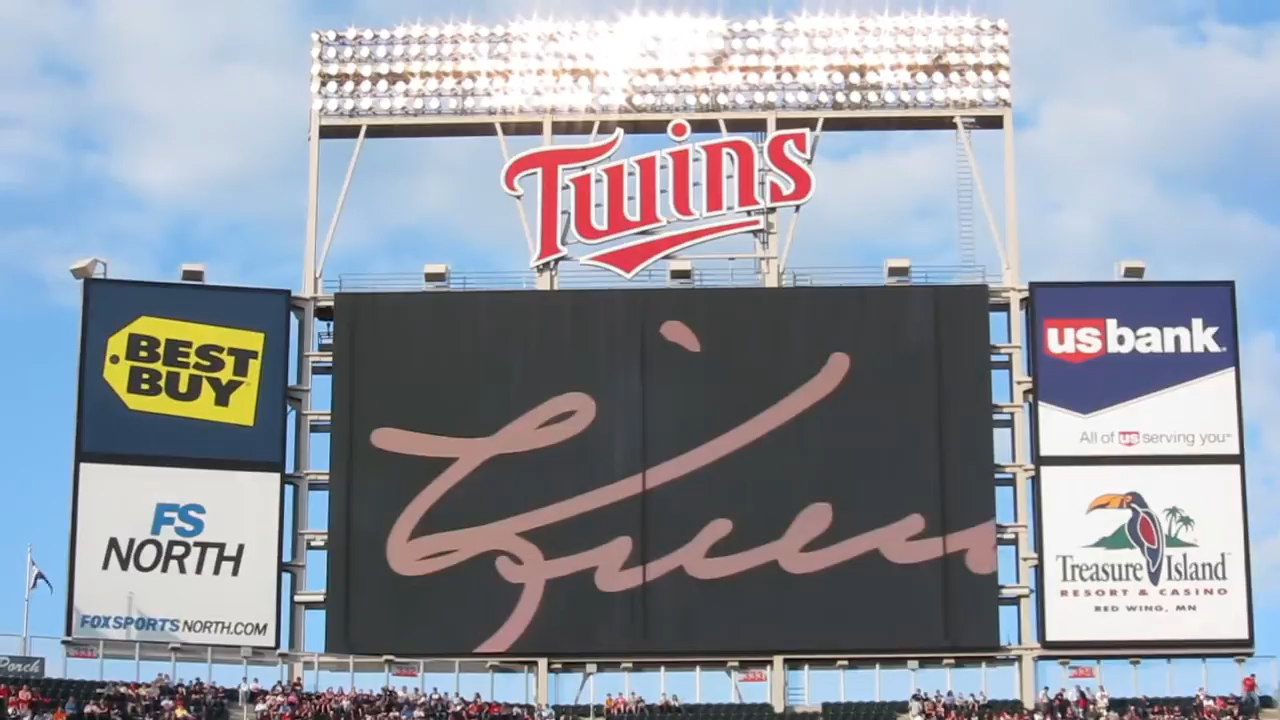 Twins
BEST
BUY
FS
NORTH
FOXSPORTSNORTH.COM
usbank.
All of us serving you
Treasure Island
RESORT & CASINO
RED WING, MN
Porch